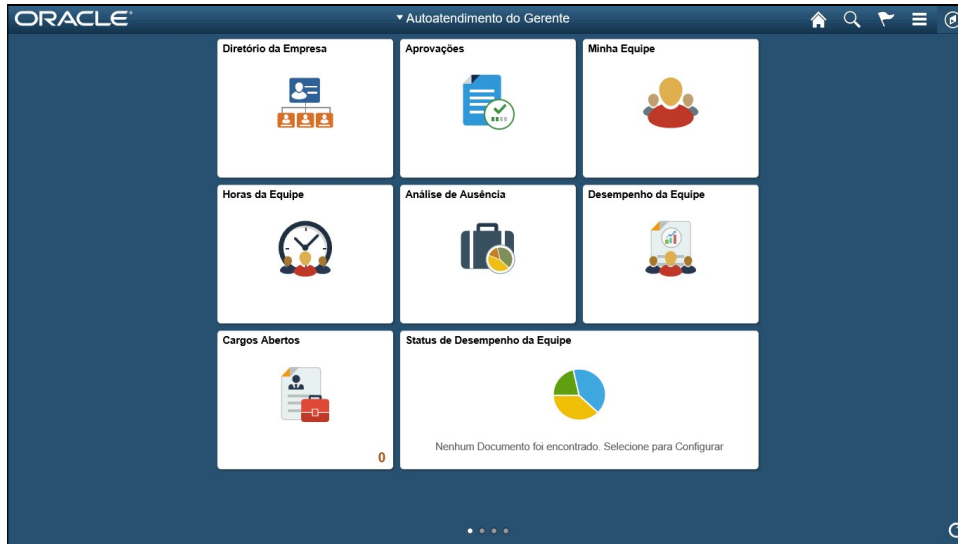 ORACLE
Autoatendimento do Gerente
Diretório da Empresa
Aprovações
Minha Equipe
Horas da Equipe
Análise de Ausência
Desempenho da Equipe
Cargos Abertos
0
Status de Desempenho da Equipe
Nenhum Documento foi encontrado. Selecione para Configurar